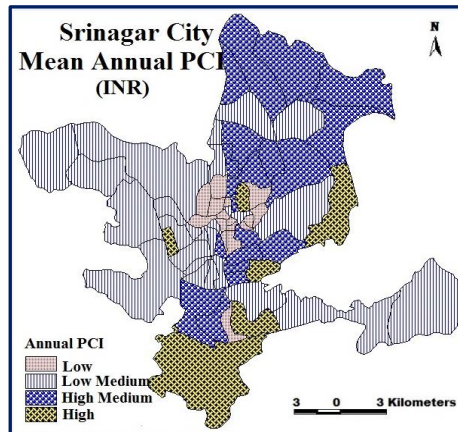 Srinagar City
Mean Annual PCI
(INR)
N
Annual PCI
Low
Low Medium
High Medium
High
3 0 3 Kilometers